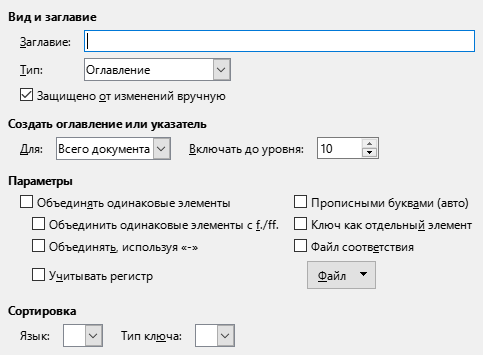 Вид и заглавие
Заглавие:
Тип: Оглавление
Защищено от изменений вручную
Создать оглавление или указатель
Для: Всего документа Включать до уровня: 10
Параметры
Объединять одинаковые элементы Прописными буквами (авто)
Объединить одинаковые элементы с f./ff. Ключ как отдельный элемент
Объединять, используя «-» Файл соответствия
Учитывать регистр Файл
Сортировка
Язык: Тип ключа: